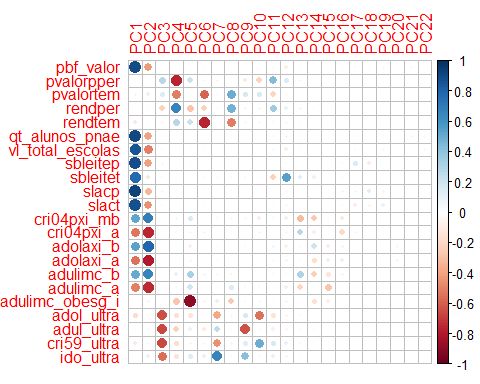 PC1 PC2 PC3 PC4 PC5 PC6 PC7 PC8 PC9 PC10 PC11 PC12 PC13 PC14 PC15 PC16 PC17 PC18 PC19 PC20 PC21 PC22
pbf_valor
pvalorpper
pvalortem
rendper
rendtem
qt_alunos_pnae
vl_total_escolas
sbleitep
sbleitet
slacp
slact
cri04pxi_mb
cri04pxi_a
adolaxi_b
adolaxi_a
adulimc_b
adulimc_a
adulimc_obesg_i
adol_ultra
adul_ultra
cri59_ultra
ido_ultra
1
0.8
0.6
0.4
0.2
0
-0.2
-0.4
-0.6
-0.8
-1